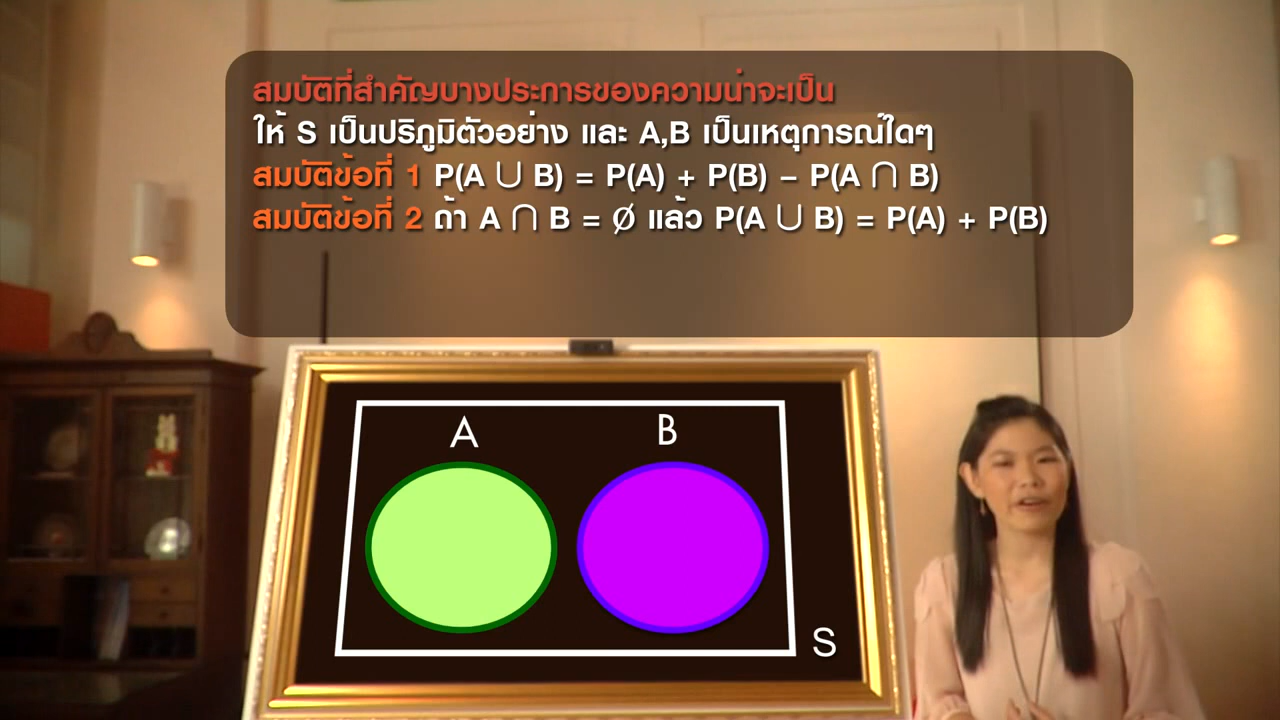 สมบัติที่สำคัญบางประการของความน่าจะเป็น
ให้ S เป็นปริภูมิตัวอย่าง และ A,B เป็นเหตุการณ์ใดๆ
สมบัติข้อที่ 1 P(A ∪ B) = P(A) + P(B) – P(A ∩ B)
สมบัติข้อที่ 2 ถ้า A ∩ B = Ø แล้ว P(A ∪ B) = P(A) + P(B)
A B
S